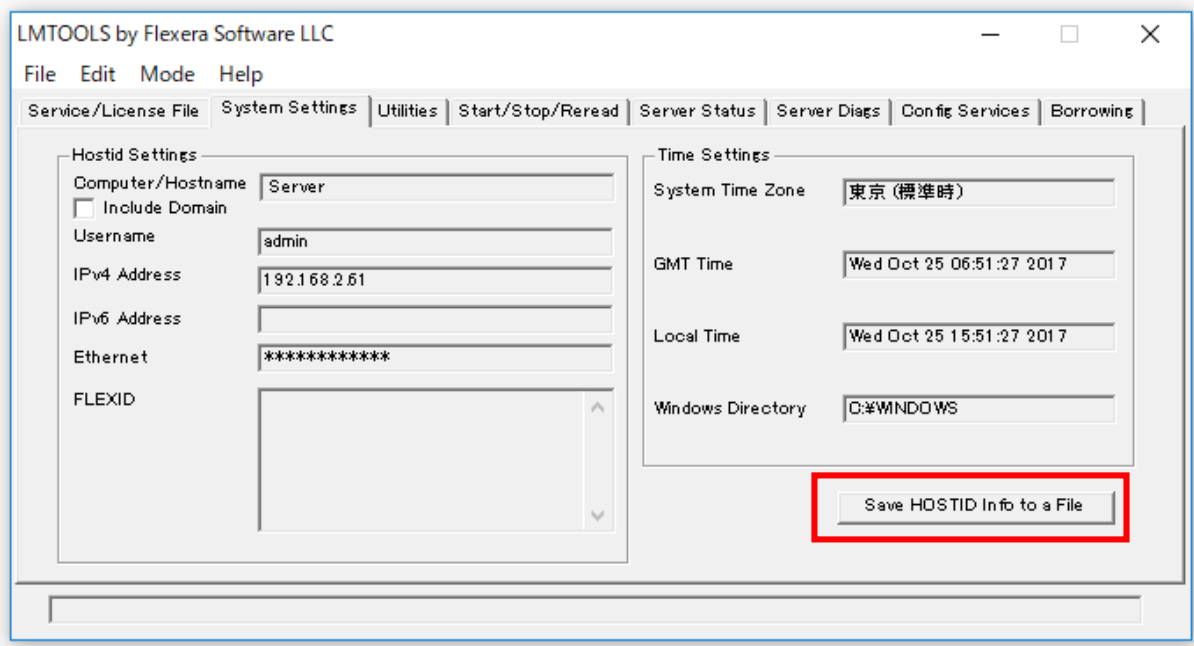 LMTOOLS by Flexera Software LLC
File Edit Mode Help
Service/License File System Settings Utilities Start/Stop/Reread Server Status Server Diags Config Services Borrowing
Hostid Settings
Computer/Hostname Server
Include Domain
Username admin
IPv4 Address 192.168.2.61
IPv6 Address
Ethernet ************
FLEXID
Time Settings
System Time Zone 東京 (標準時)
GMT Time Wed Oct 25 06:51:27 2017
Local Time Wed Oct 25 15:51:27 2017
Windows Directory C:¥WINDOWS
Save HOSTID Info to a File